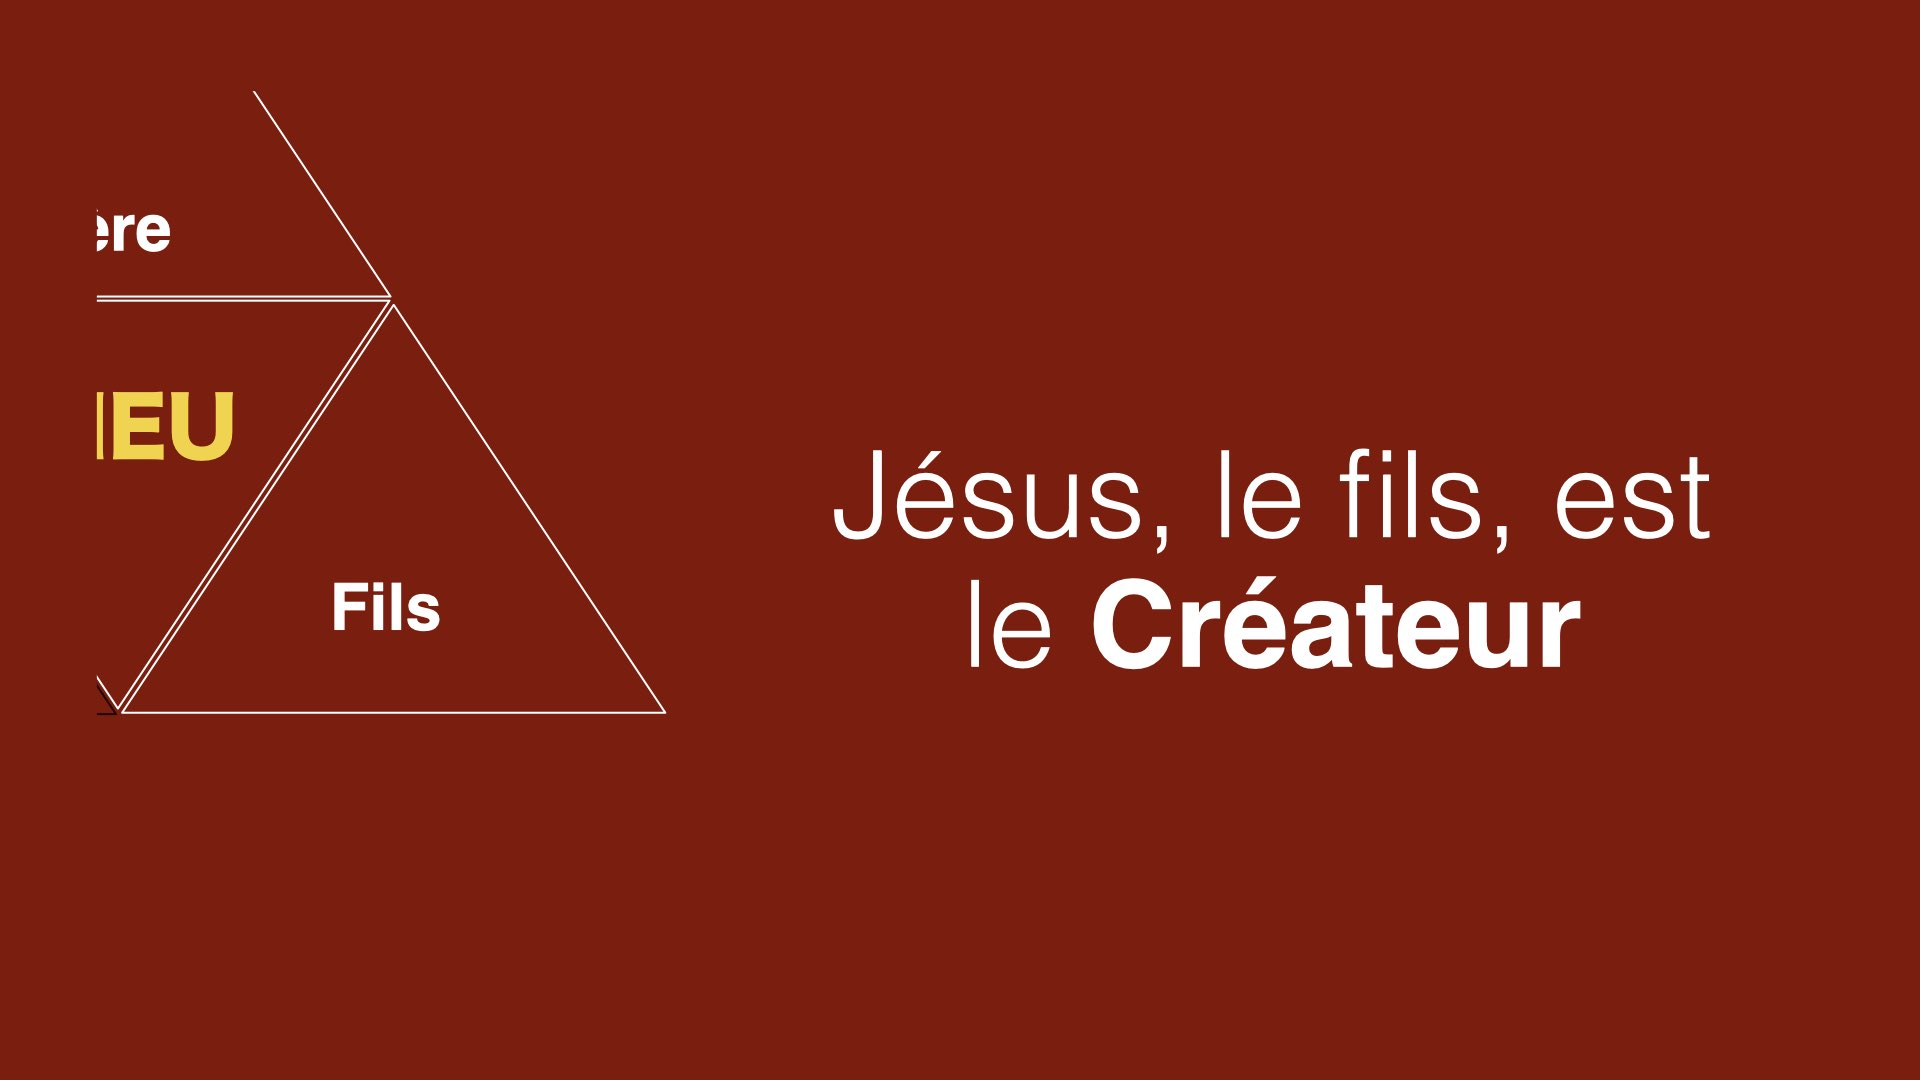 ère
IEU
Fils
Jésus, le fils, est
le Créateur